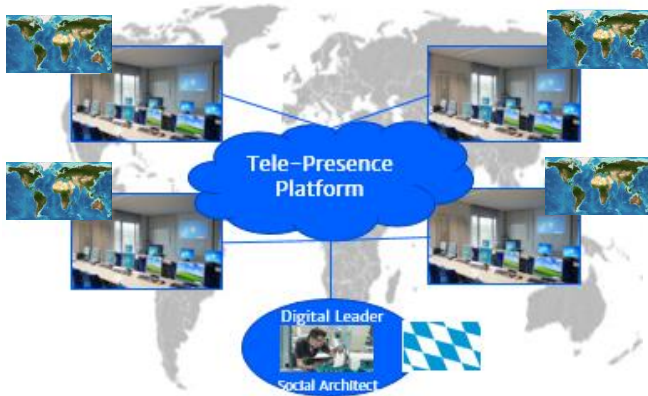 Tele-Presence
Platform
Digital Leader
Social Architect